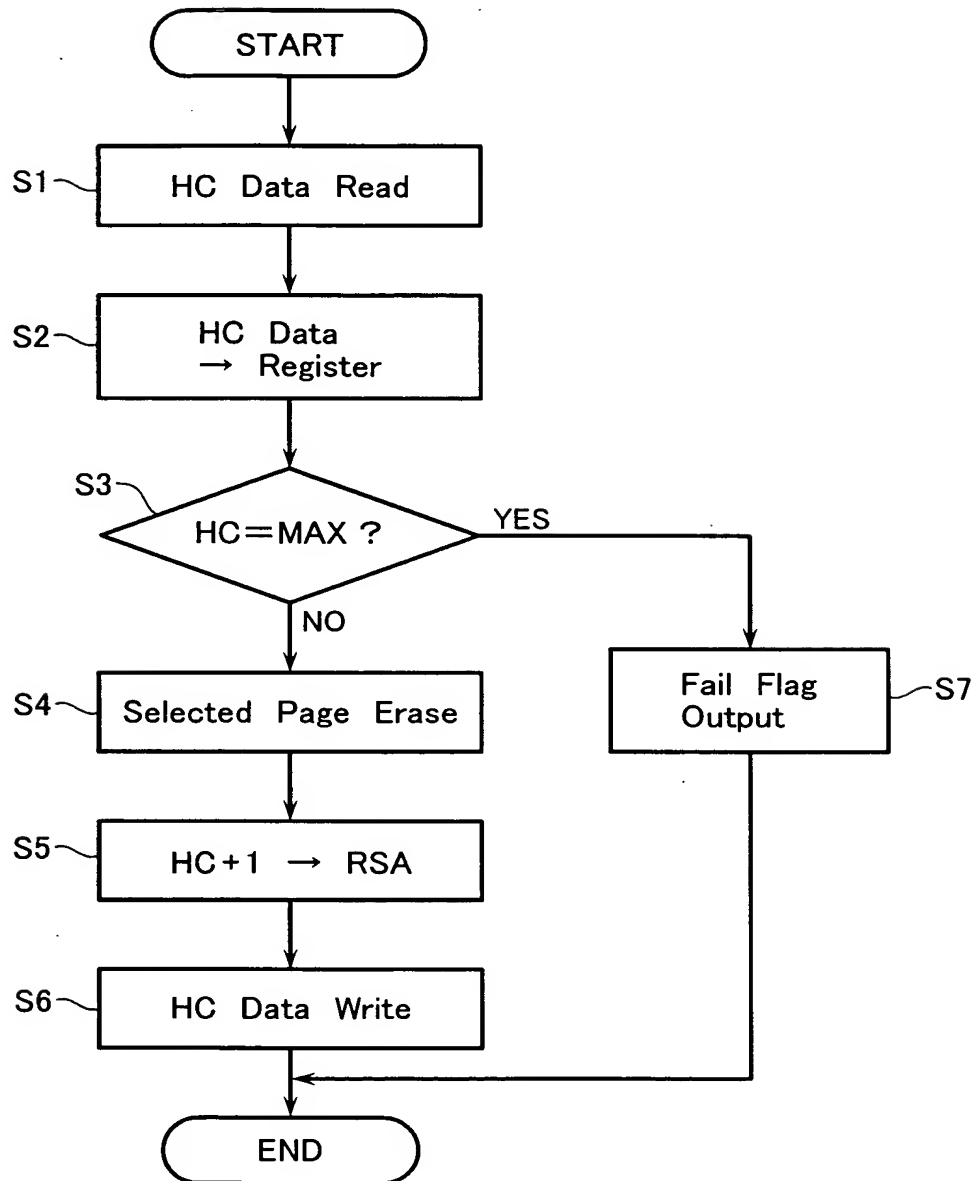 START
S1
HC Data Read
S2
HC Data
→ Register
S3
HC=MAX ?
YES
NO
S4
Selected Page Erase
Fail Flag
Output
S7
S5
HC+1 → RSA
S6
HC Data Write
END